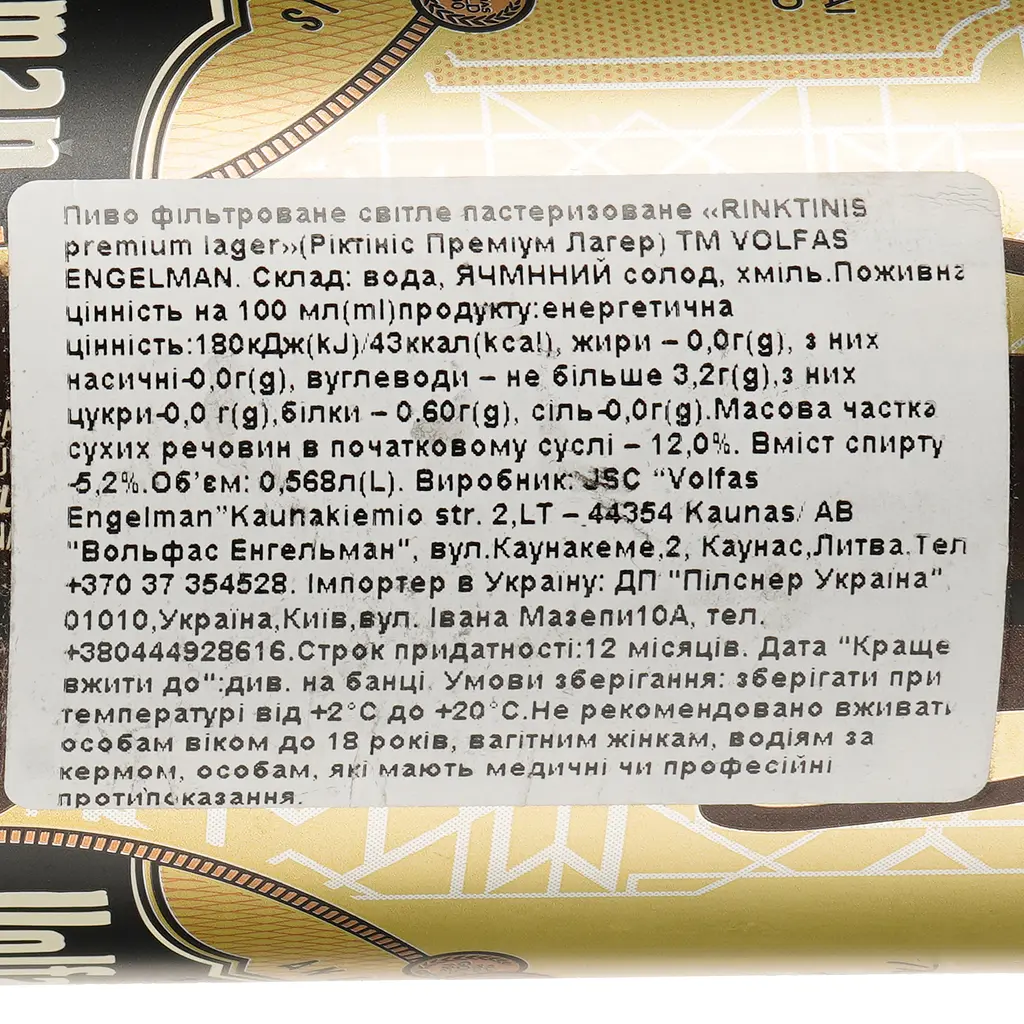 Пиво фільтроване світле пастеризоване «RINKTINIS
premium lager»(Ріктініс Преміум Лагер) ТМ VOLFAS
ENGELMAN. Склад: вода, ЯЧМННИЙ солод, хміль.Поживна
цінність на 100 мл(ml)продукту:енергетична
цінність:180кДж(kJ)/43ккал(kcal), жири – 0,0г(g), з них
насичні-0,0г(g), вуглеводи – не більше 3,2г(g),з них
цукри-0,0 г(g),білки – 0.60г(g), сіль-0,0г(g).Масова частка
сухих речовин в початковому суслі – 12,0%. Вміст спирту
-5,2%.Об'єм: 0,568л(L). Виробник: JSC "Volfas
Engelman"Kaunakiemio str. 2,LT – 44354 Kaunas/ АВ
"Вольфас Енгельман", вул.Каунакеме,2, Каунас,Литва.Тел
+370 37 354528. Імпортер в Україну: ДП "Пілснер Україна"
01010,Україна,Київ,вул. Івана Мазепи10А, тел.
+380444928616.Строк придатності:12 місяців. Дата "Краще
вжити до":див. на банці. Умови зберігання: зберігати при
температурі від +2°С до +20°С.Не рекомендовано вживати
особам віком до 18 років, вагітним жінкам, водіям за
кермом, особам, які мають медичні чи професійні
протипоказання.